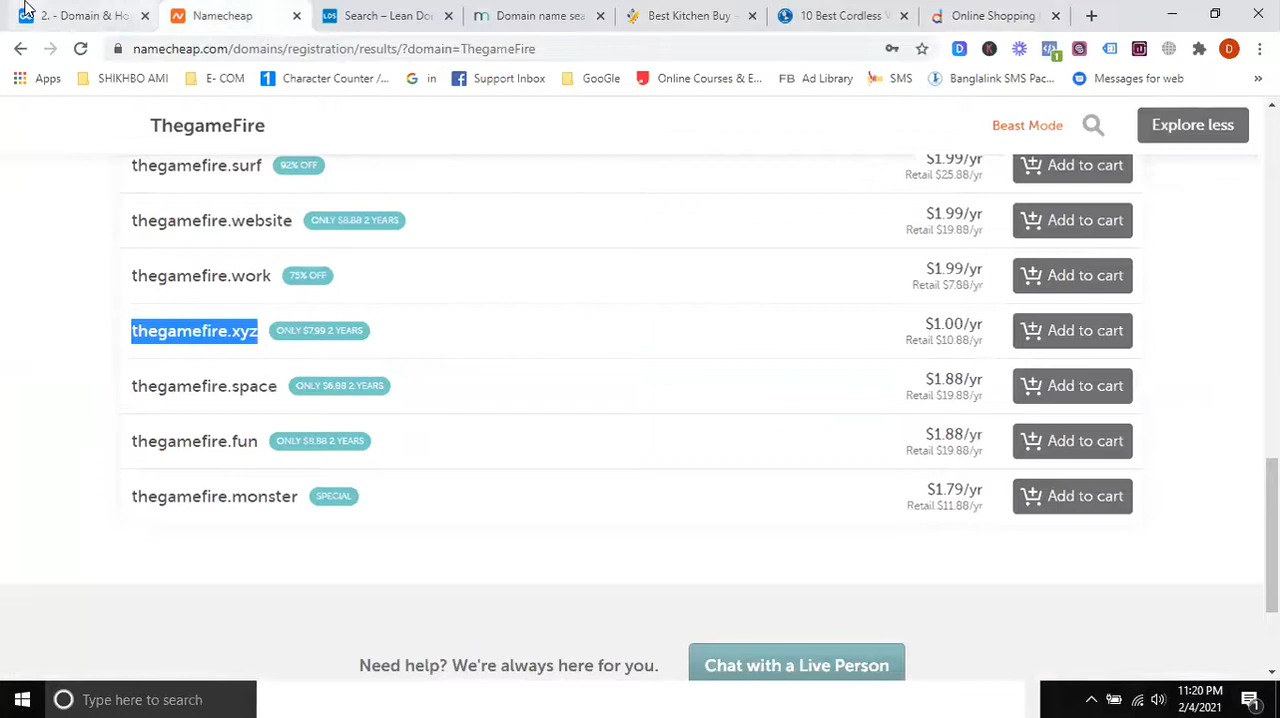 2. - Domain & Ho
Namecheap
Search – Lean Do
Domain name sea
Best Kitchen Buy -
10 Best Cordless V
Online Shopping
namecheap.com/domains/registration/results/?domain=ThegameFire
Apps
SHIKHBO AMI
E- COM
Character Counter /...
in
Support Inbox
GooGle
Online Courses & E...
FB Ad Library
SMS
Banglalink SMS Pac...
Messages for web
»
ThegameFire
Beast Mode
Explore less
thegamefire.surf 92% OFF $1.99/yr Add to cart
Retail $25.88/yr
thegamefire.website ONLY $8.88 2 YEARS $1.99/yr Add to cart
Retail $19.88/yr
thegamefire.work 75% OFF $1.99/yr Add to cart
Retail $7.88/yr
thegamefire.xyz ONLY $7.99 2 YEARS $1.00/yr Add to cart
Retail $10.88/yr
thegamefire.space ONLY $6.88 2 YEARS $1.88/yr Add to cart
Retail $19.88/yr
thegamefire.fun ONLY $8.88 2 YEARS $1.88/yr Add to cart
Retail $19.88/yr
thegamefire.monster SPECIAL $1.79/yr Add to cart
Retail $11.88/yr
Need help? We're always here for you.
Chat with a Live Person
Type here to search
11:20 PM
2/4/2021